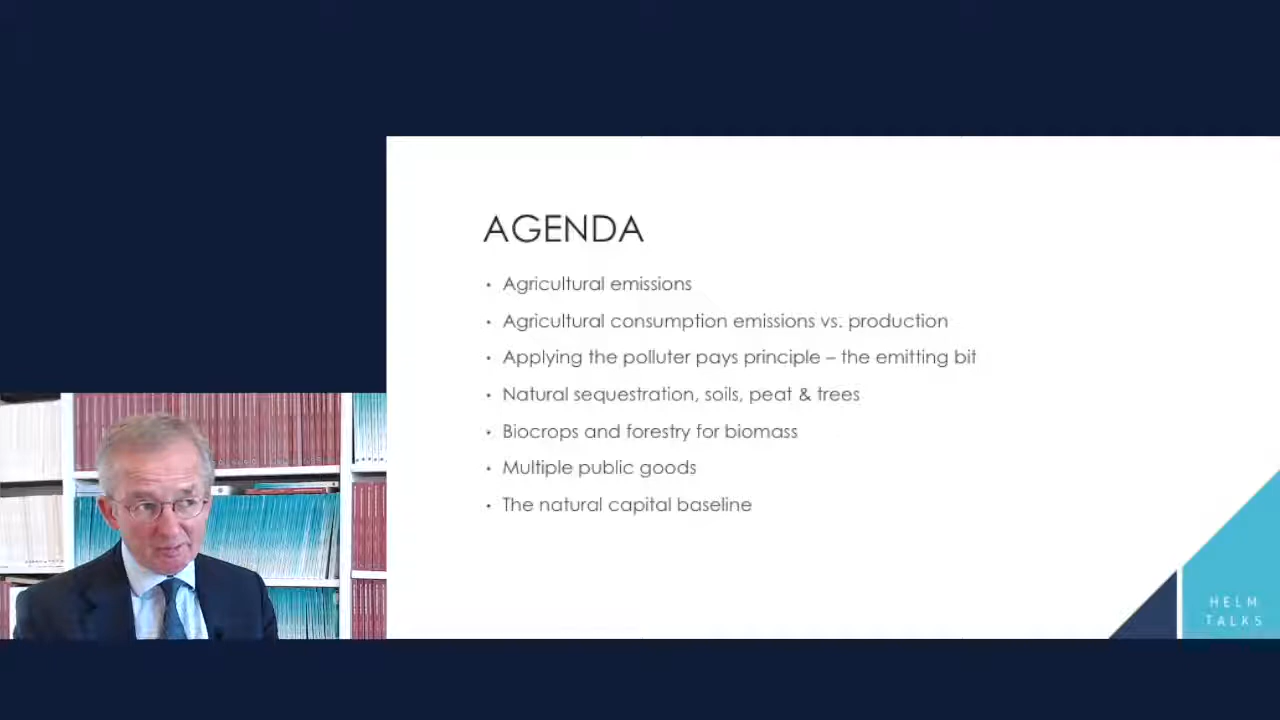 AGENDA
• Agricultural emissions
• Agricultural consumption emissions vs. production
• Applying the polluter pays principle – the emitting bit
• Natural sequestration, soils, peat & trees
• Biocrops and forestry for biomass
• Multiple public goods
• The natural capital baseline
HELM
TALKS